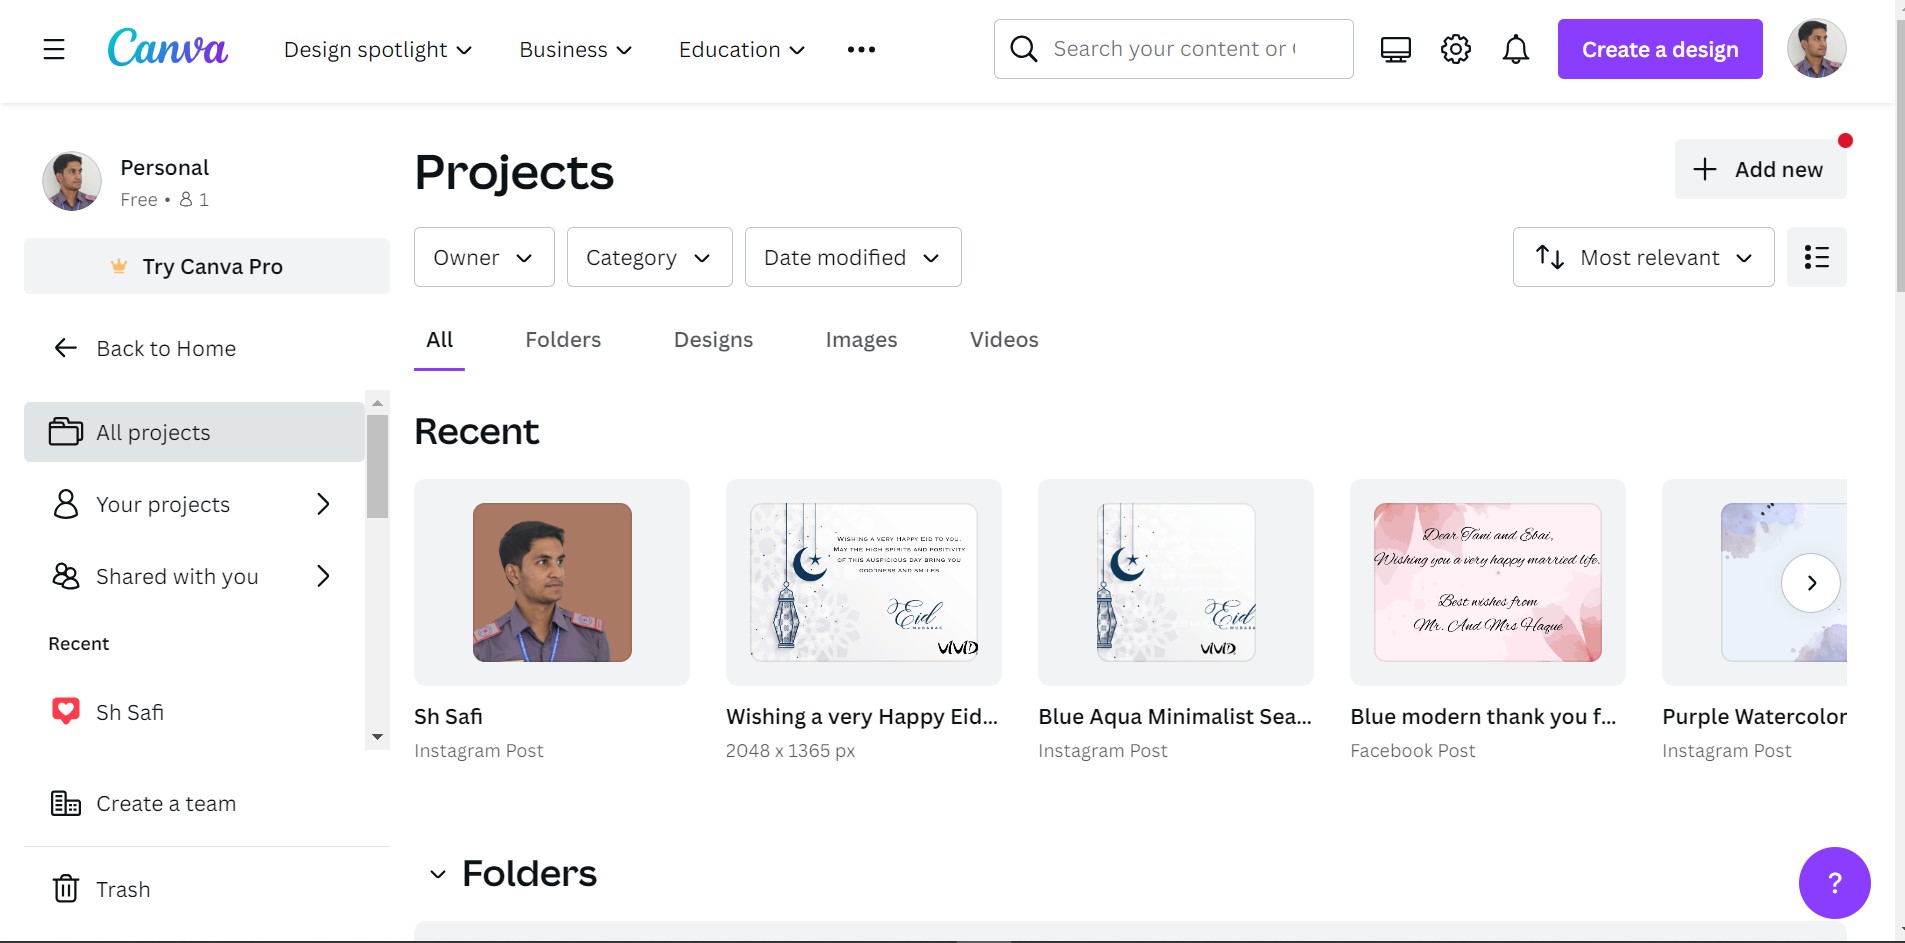 Canva
Design spotlight
Business
Education
Search your content or
Create a design
Personal
Free • 1
Try Canva Pro
Back to Home
All projects
Your projects
Shared with you
Recent
Sh Safi
Create a team
Trash
Projects
Add new
Owner
Category
Date modified
Most relevant
All
Folders
Designs
Images
Videos
Recent
WISHING A VERY HAPPY EID TO YOU.
MAY THE HIGH SPIRITS AND POSITIVITY
OF THIS AUSPICIOUS DAY BRING YOU
GOODNESS AND SMILES.
Eid
MUBARAK
VIVID
Eid
VIVID
Dear Tani and Ebai,
Wishing you a very happy married life.
Best wishes from
Mr. And Mrs Haque
Sh Safi
Instagram Post
Wishing a very Happy Eid...
2048 x 1365 px
Blue Aqua Minimalist Sea...
Instagram Post
Blue modern thank you f...
Facebook Post
Purple Watercolor
Instagram Post
Folders
?